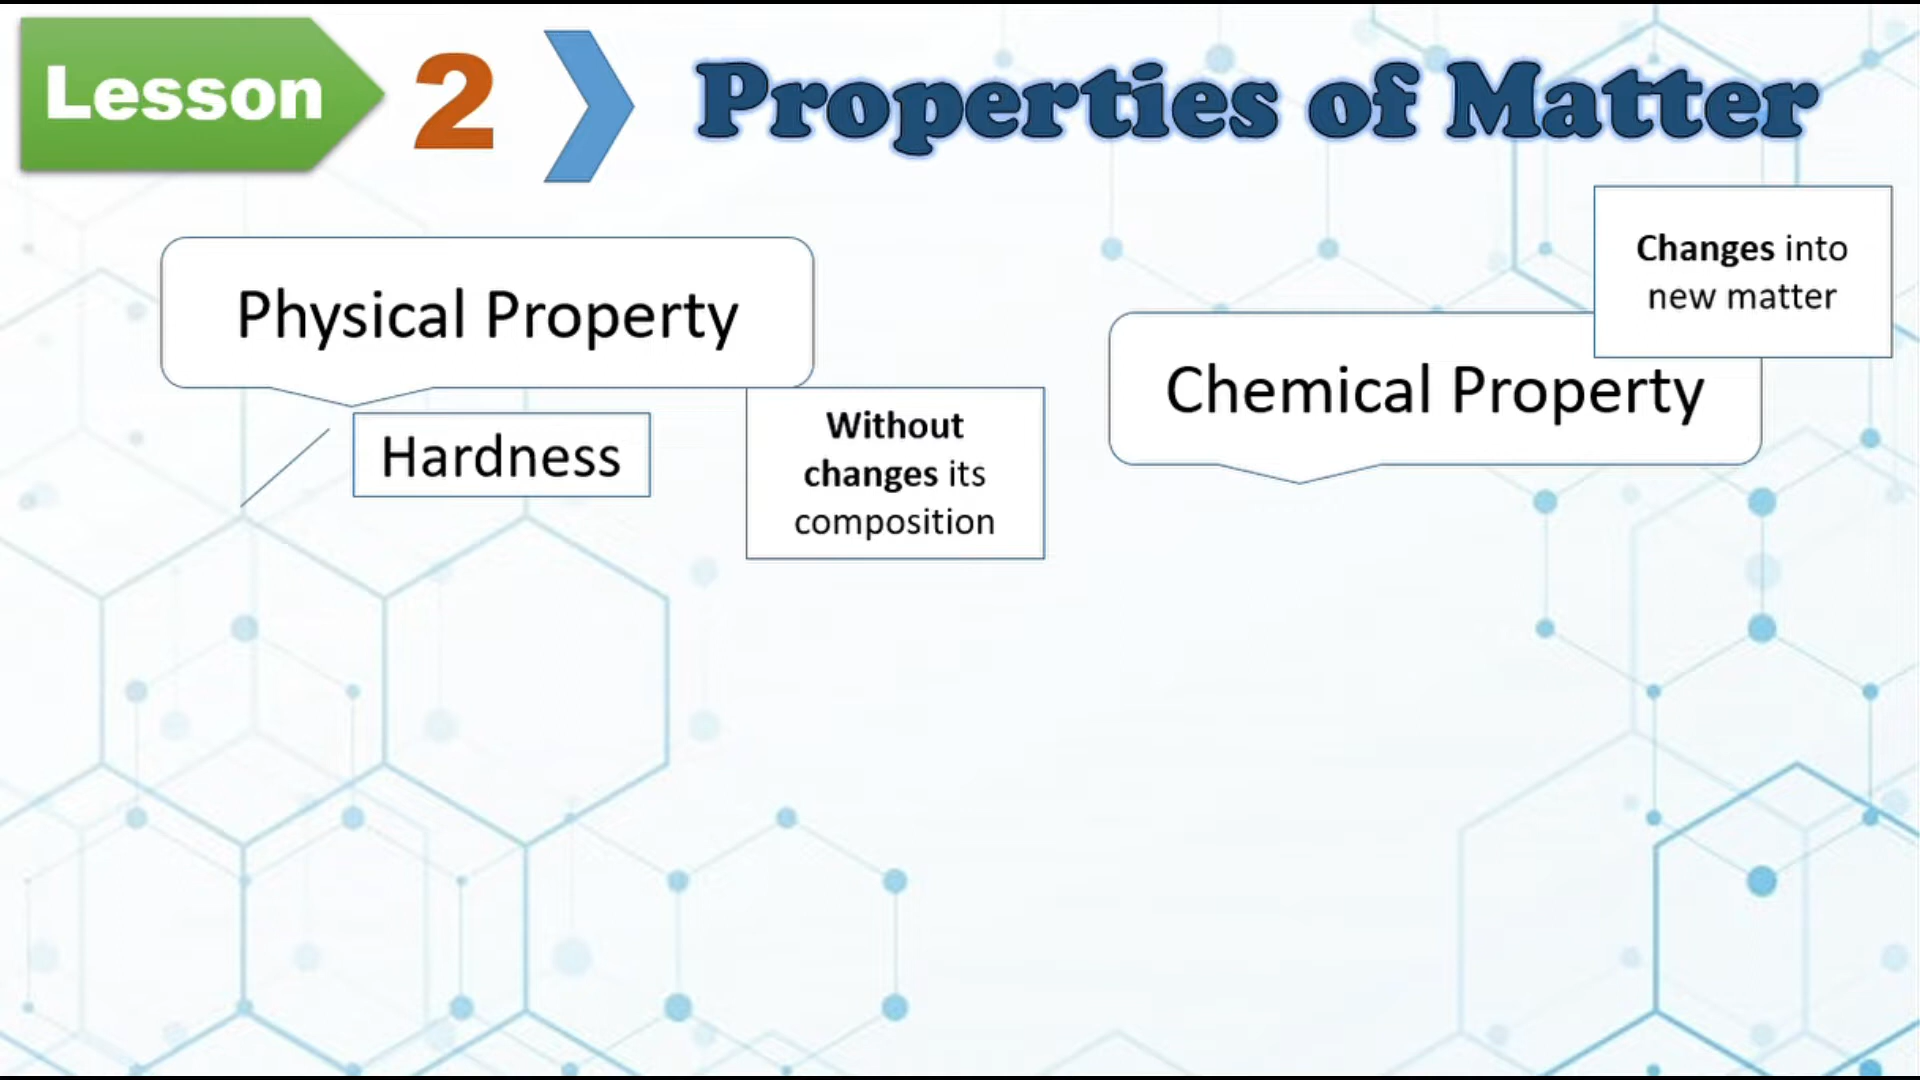 Lesson 2 Properties of Matter
Physical Property
Hardness
Without
changes its
composition
Changes into
new matter
Chemical Property